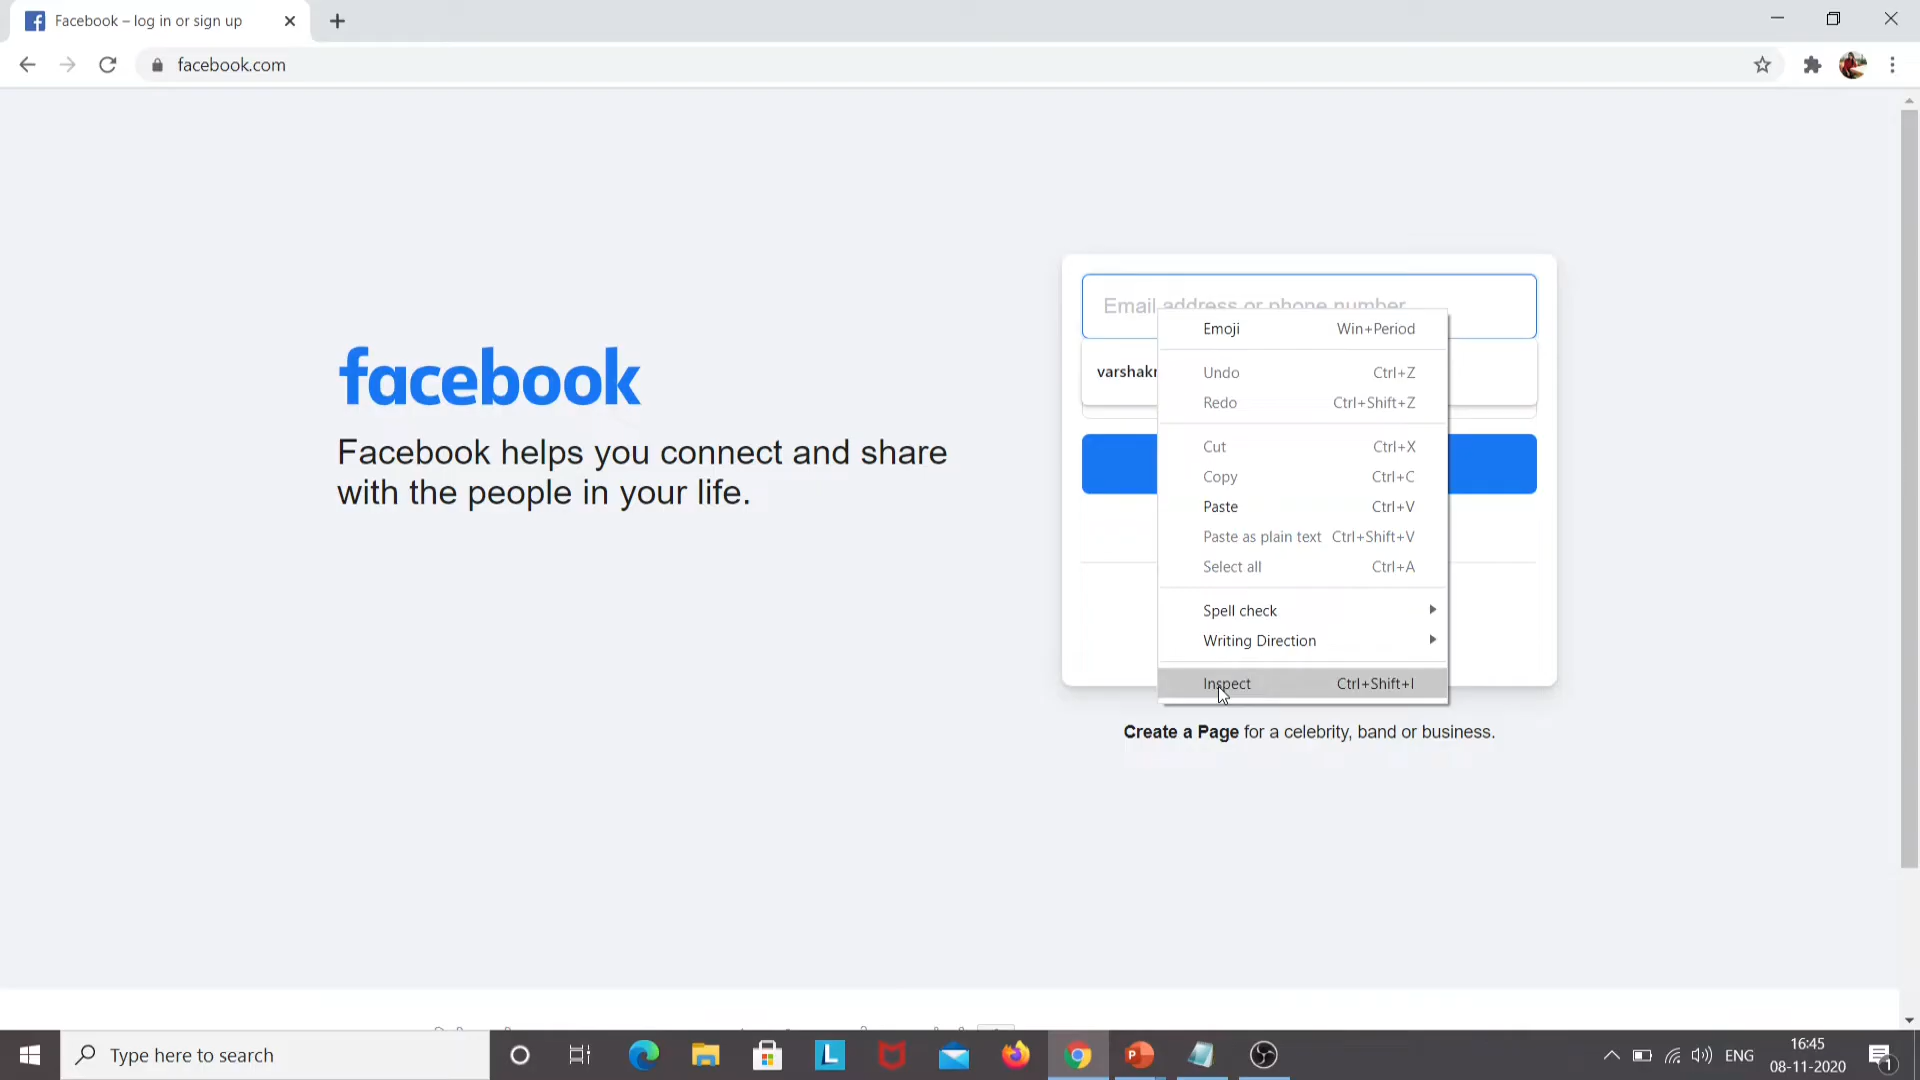 Facebook – log in or sign up
facebook.com
facebook
Facebook helps you connect and share
with the people in your life.
Email address or phone number
varshakr
Emoji Win+Period
Undo Ctrl+Z
Redo Ctrl+Shift+Z
Cut Ctrl+X
Copy Ctrl+C
Paste Ctrl+V
Paste as plain text Ctrl+Shift+V
Select all Ctrl+A
Spell check
Writing Direction
Inspect Ctrl+Shift+I
Create a Page for a celebrity, band or business.
Type here to search
L
P
ENG
16:45
08-11-2020
1